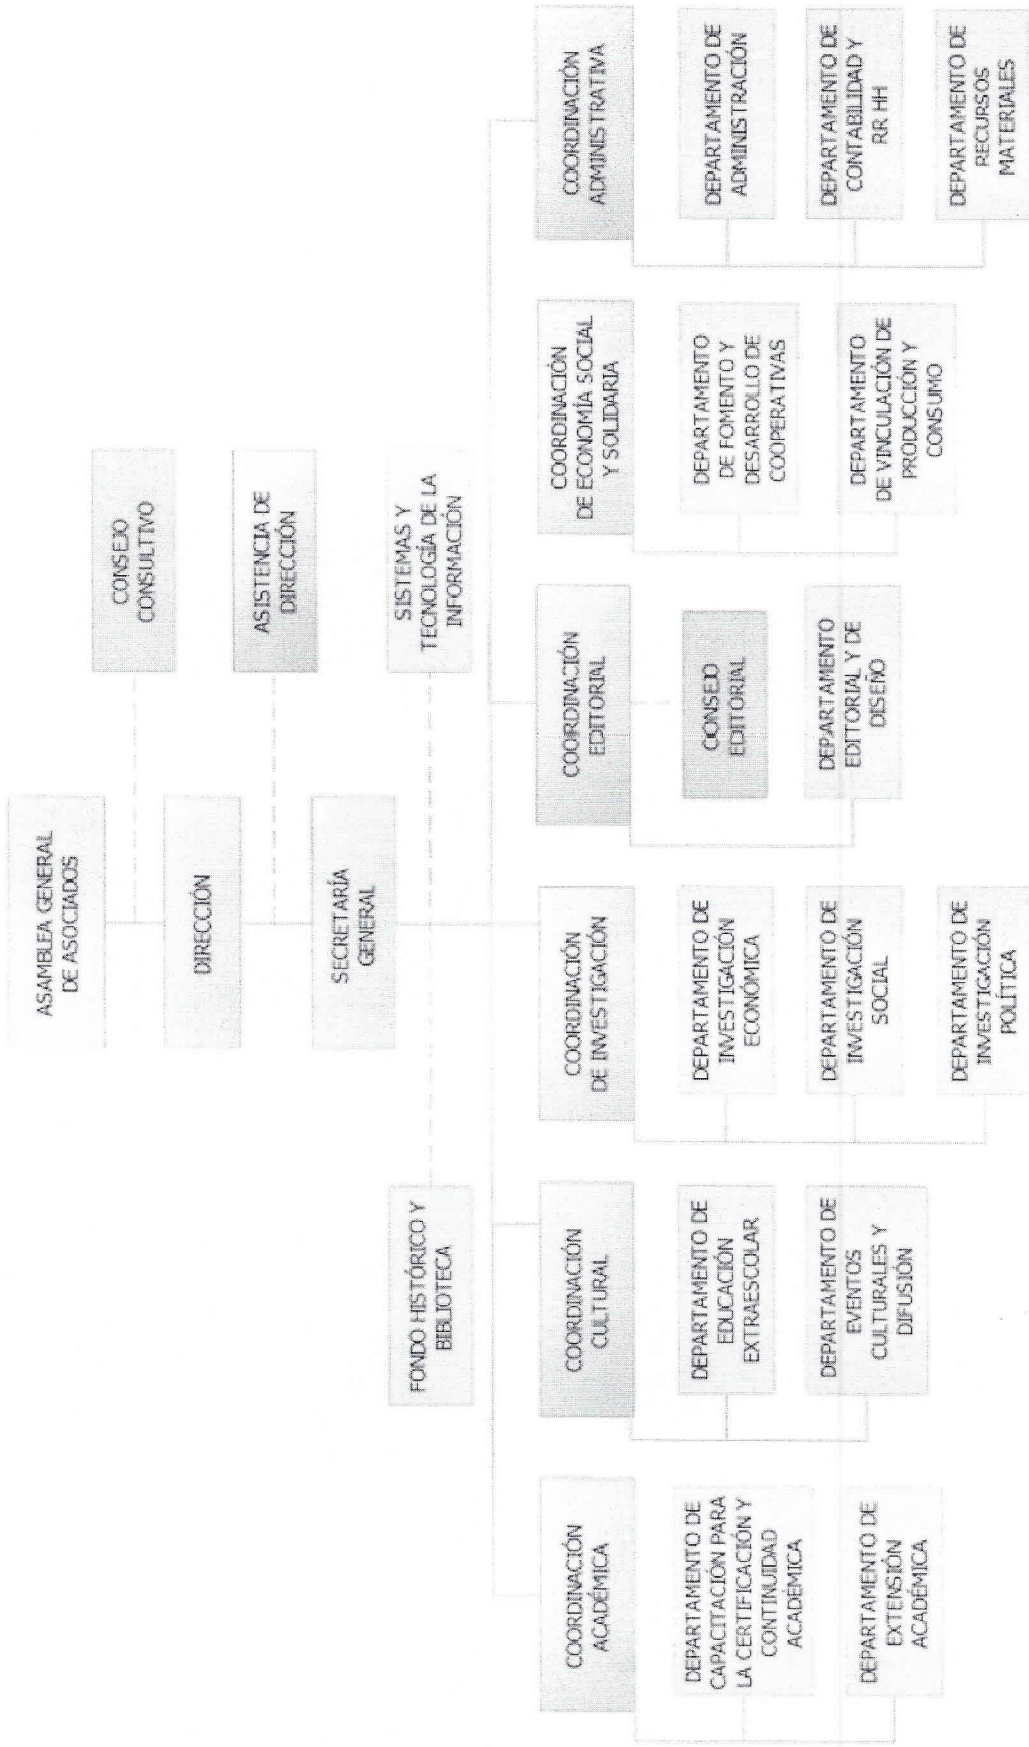 ASAMBLEA GENERAL
DE ASOCIADOS
CONSEJO
CONSULTIVO
DIRECCIÓN
ASISTENCIA DE
DIRECCIÓN
SECRETARÍA
GENERAL
FONDO HISTÓRICO Y
BIBLIOTECA
SISTEMAS Y
TECNOLOGÍA DE LA
INFORMACIÓN
COORDINACIÓN
ACADÉMICA
DEPARTAMENTO DE
CAPACITACIÓN PARA
LA CERTIFICACIÓN Y
CONTINUIDAD
ACADÉMICA
DEPARTAMENTO DE
EXTENSIÓN
ACADÉMICA
COORDINACIÓN
CULTURAL
DEPARTAMENTO DE
EDUCACIÓN
EXTRAESCOLAR
DEPARTAMENTO DE
EVENTOS
CULTURALES Y
DIFUSIÓN
COORDINACIÓN
DE INVESTIGACIÓN
DEPARTAMENTO DE
INVESTIGACIÓN
ECONÓMICA
DEPARTAMENTO DE
INVESTIGACIÓN
SOCIAL
DEPARTAMENTO DE
INVESTIGACIÓN
POLÍTICA
COORDINACIÓN
EDITORIAL
CONSEJO
EDITORIAL
DEPARTAMENTO
EDITORIAL Y DE
DISEÑO
COORDINACIÓN
DE ECONOMÍA SOCIAL
Y SOLIDARIA
DEPARTAMENTO
DE FOMENTO Y
DESARROLLO DE
COOPERATIVAS
DEPARTAMENTO
DE VINCULACIÓN DE
PRODUCCIÓN Y
CONSUMO
COORDINACIÓN
ADMINISTRATIVA
DEPARTAMENTO DE
ADMINISTRACIÓN
DEPARTAMENTO DE
CONTABILIDAD Y
RR HH
DEPARTAMENTO DE
RECURSOS
MATERIALES